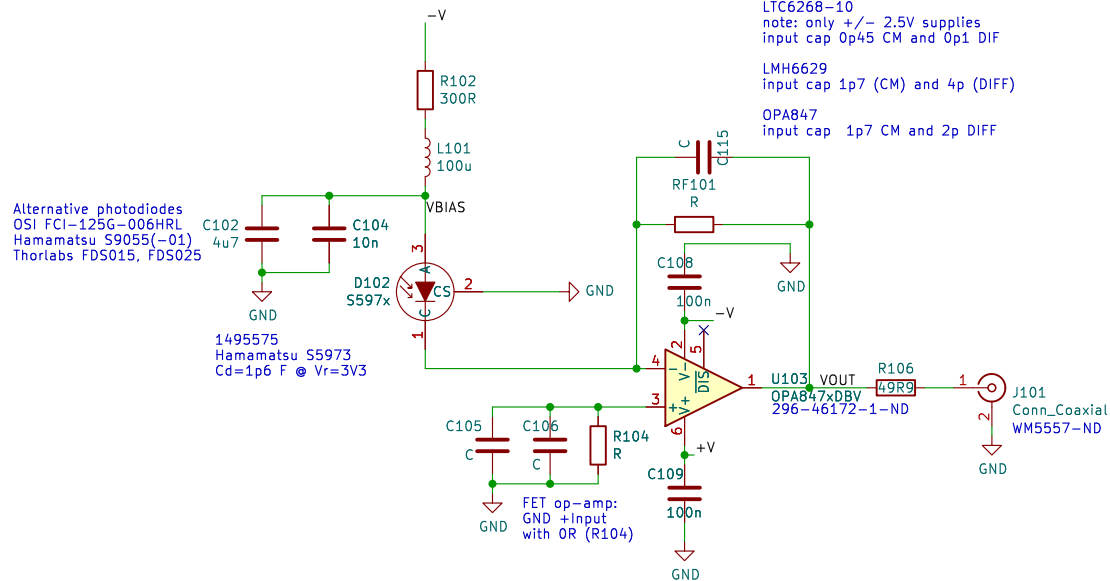 LTC6268-10
note: only +/- 2.5V supplies
input cap 0p45 CM and 0p1 DIF
LMH6629
input cap 1p7 (CM) and 4p (DIFF)
OPA847
input cap 1p7 CM and 2p DIFF
-V
R102
300R
L101
100u
VBIAS
Alternative photodiodes
OSI FCI-125G-006HRL
Hamamatsu S9055(-01)
Thorlabs FDS015, FDS025
C102
4u7
C104
10n
GND
3
A
D102
S597x
CS
2
GND
C
1
1495575
Hamamatsu S5973
Cd=1p6 F @ Vr=3V3
C
C115
RF101
R
C108
100n
GND
-V
2
5
4
-
V-
DIS
1
U103
OPA847xDBV
296-46172-1-ND
VOUT
3
+
V+
6
+V
R106
49R9
1
J101
Conn_Coaxial
WM5557-ND
2
GND
C105
C
C106
C
R104
R
GND
FET op-amp:
GND +Input
with 0R (R104)
C109
100n
GND